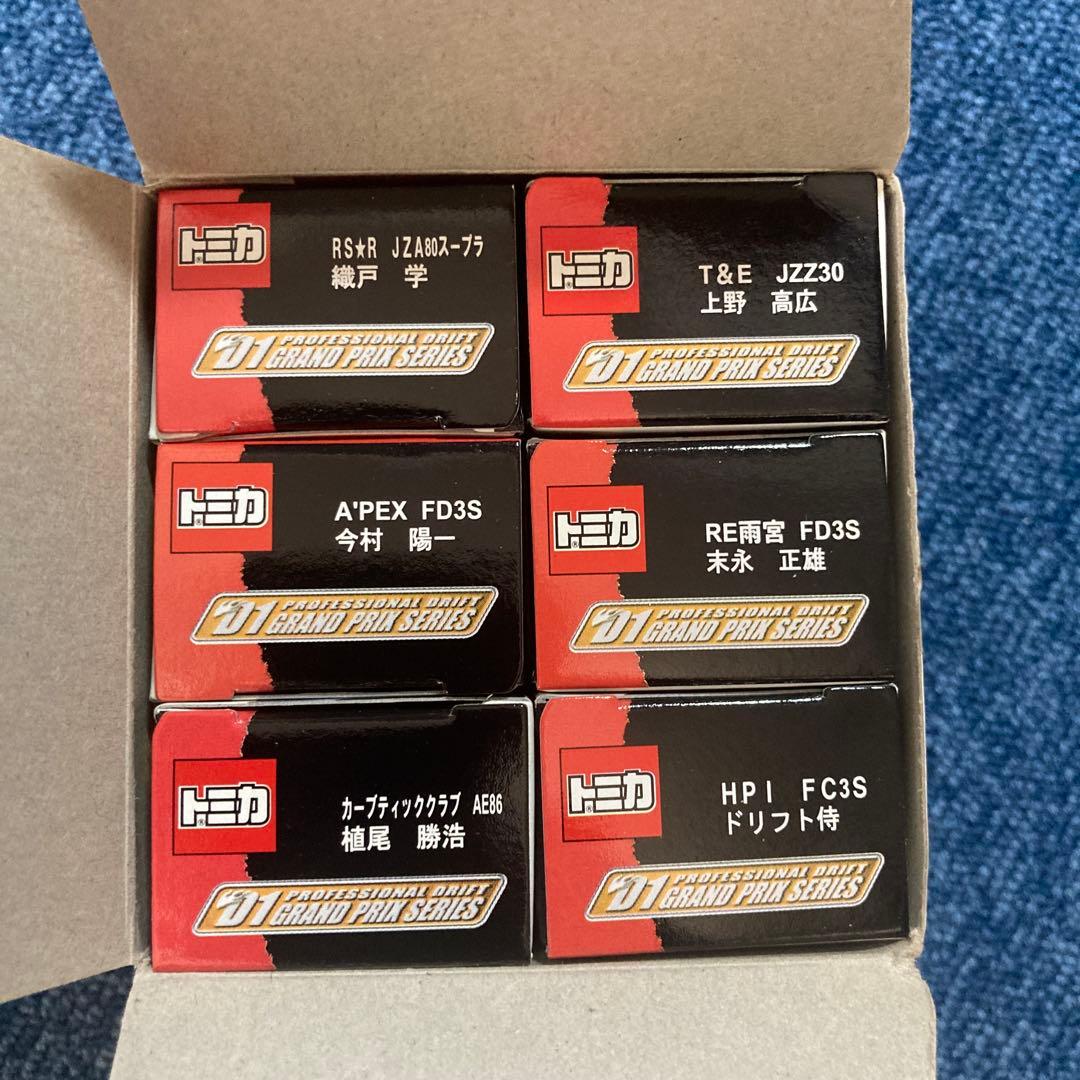 トミカ
RS★R JZA80スープラ
織戸 学
D1 PROFESSIONAL DRIFT
GRAND PRIX SERIES
トミカ
T&E JZZ30
上野 高広
D1 PROFESSIONAL DRIFT
GRAND PRIX SERIES
トミカ
A'PEX FD3S
今村 陽一
D1 PROFESSIONAL DRIFT
GRAND PRIX SERIES
トミカ
RE雨宮 FD3S
末永 正雄
D1 PROFESSIONAL DRIFT
GRAND PRIX SERIES
トミカ
カーブティッククラブ AE86
植尾 勝浩
D1 PROFESSIONAL DRIFT
GRAND PRIX SERIES
トミカ
HPI FC3S
ドリフト侍
D1 PROFESSIONAL DRIFT
GRAND PRIX SERIES